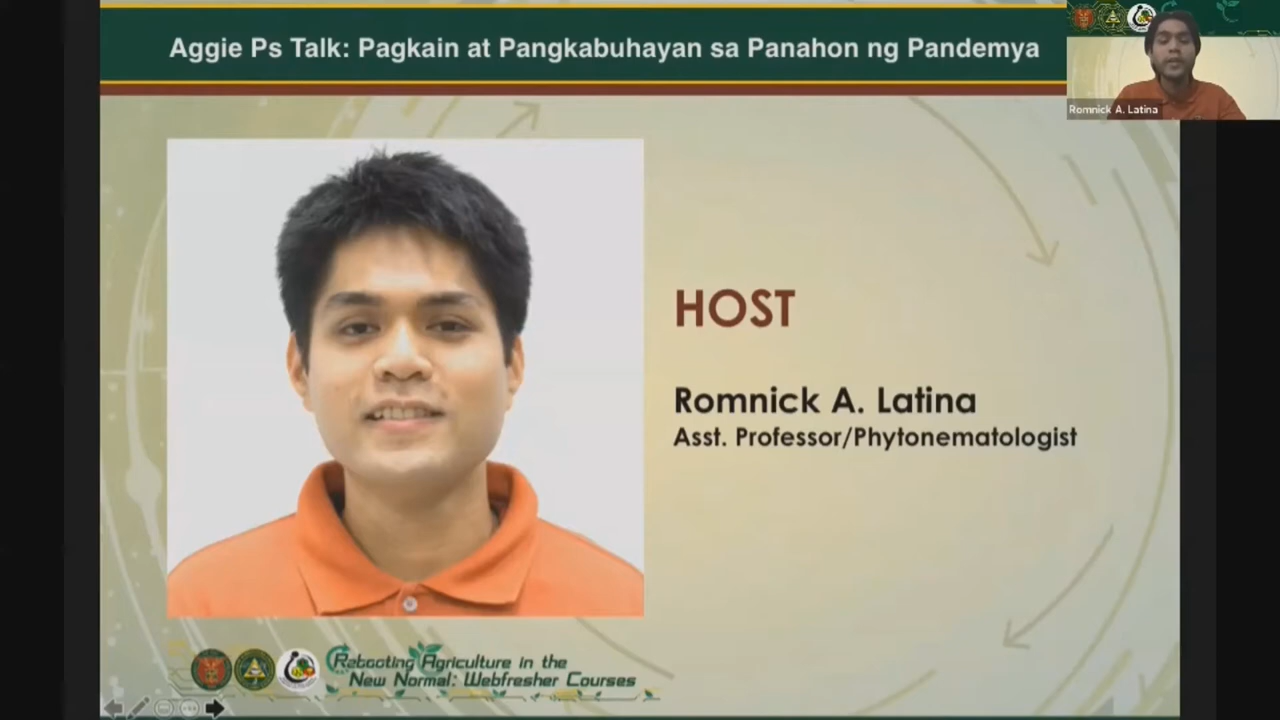 Aggie Ps Talk: Pagkain at Pangkabuhayan sa Panahon ng Pandemya
Romnick A. Latina
HOST
Romnick A. Latina
Asst. Professor/Phytonematologist
Rebooting Agriculture in the
New Normal: Webfresher Courses